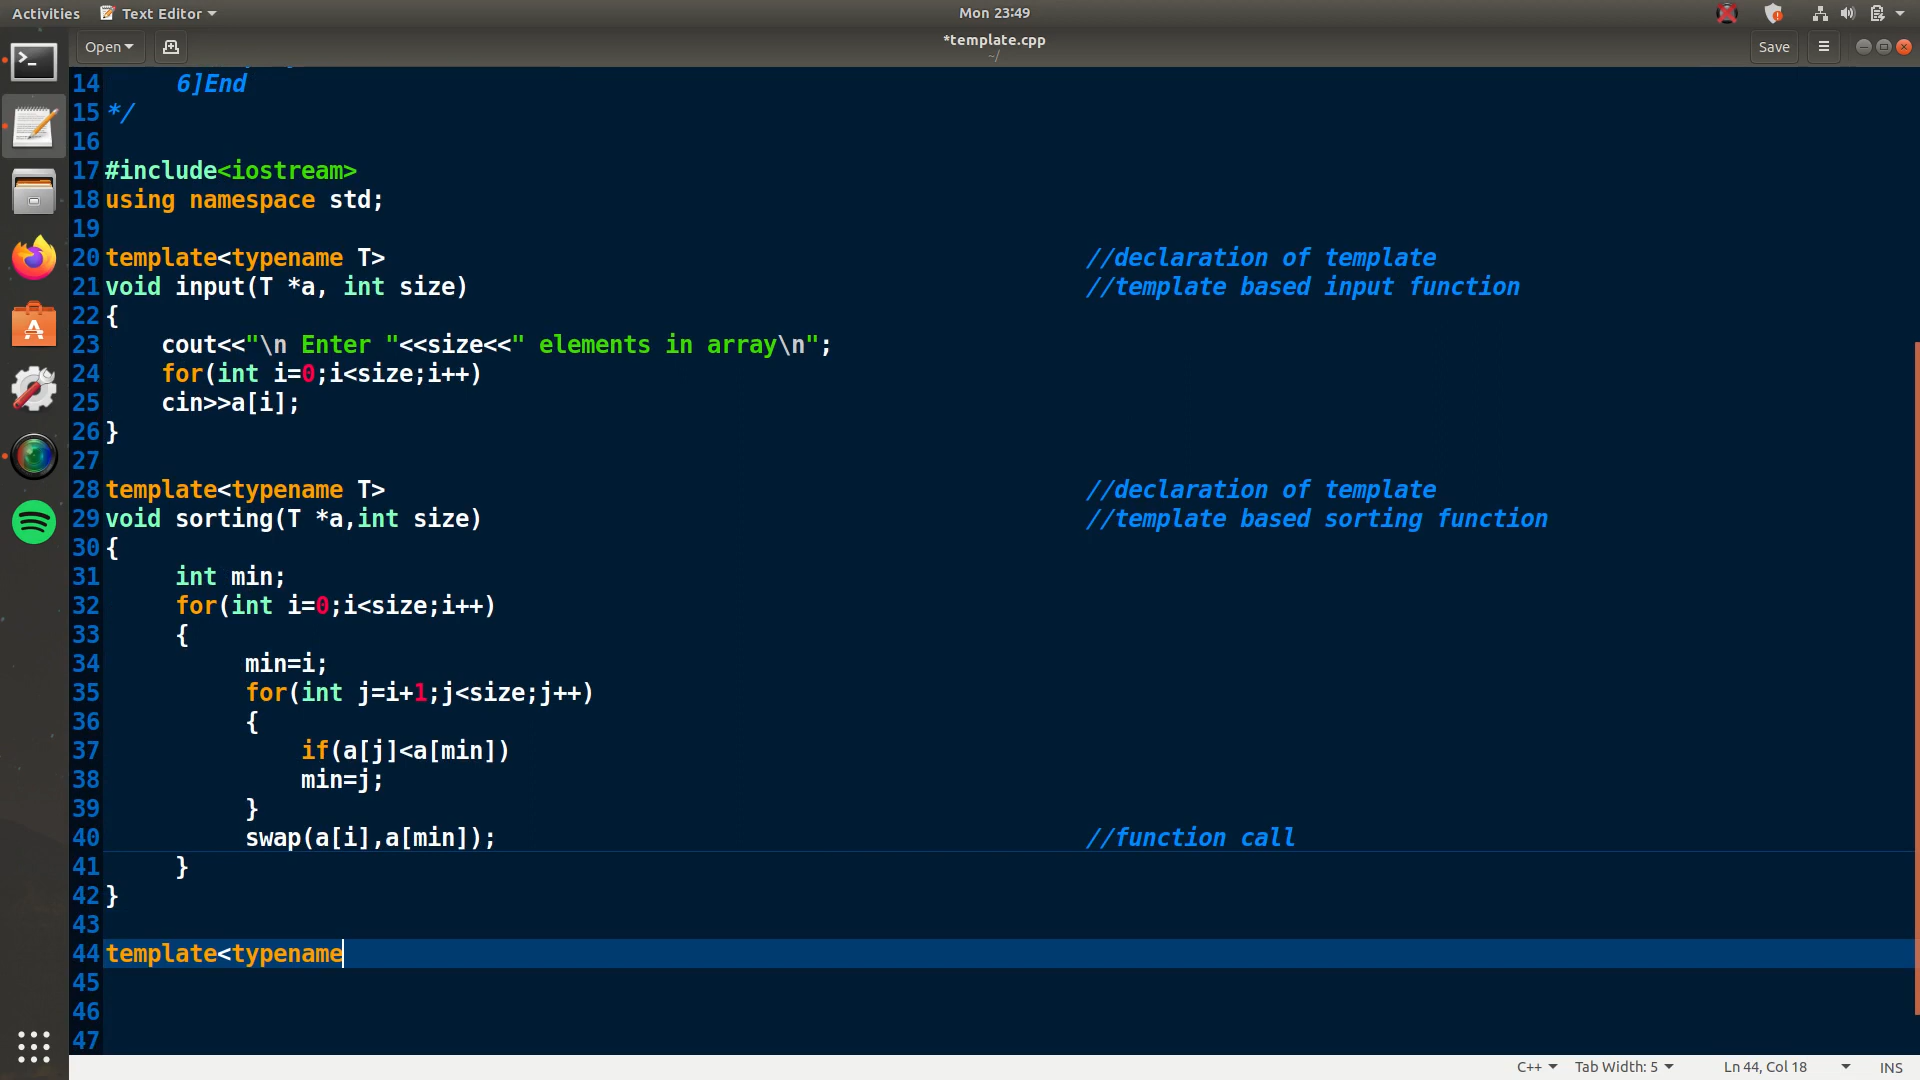 Activities Text Editor Mon 23:49
Open *template.cpp Save
~/
14 6]End
15 */
16
17 #include<iostream>
18 using namespace std;
19
20 template<typename T> //declaration of template
21 void input(T *a, int size) //template based input function
22 {
23 cout<<"\n Enter "<<size<<" elements in array\n";
24 for(int i=0;i<size;i++)
25 cin>>a[i];
26 }
27
28 template<typename T> //declaration of template
29 void sorting(T *a,int size) //template based sorting function
30 {
31 int min;
32 for(int i=0;i<size;i++)
33 {
34 min=i;
35 for(int j=i+1;j<size;j++)
36 {
37 if(a[j]<a[min])
38 min=j;
39 }
40 swap(a[i],a[min]); //function call
41 }
42 }
43
44 template<typename
45
46
47
C++ Tab Width: 5 Ln 44, Col 18 INS